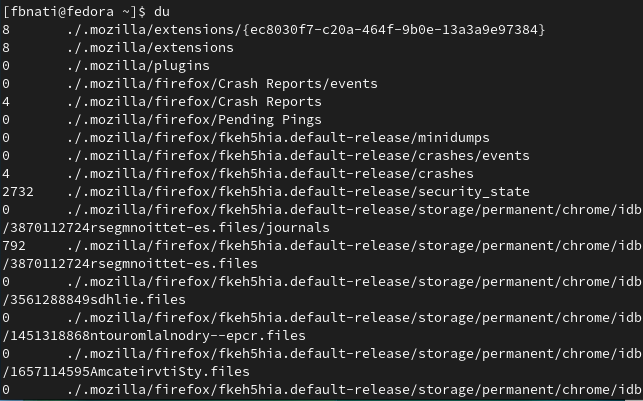 [fbnati@fedora ~]$ du
8       ./.mozilla/extensions/{ec8030f7-c20a-464f-9b0e-13a3a9e97384}
8       ./.mozilla/extensions
0       ./.mozilla/plugins
0       ./.mozilla/firefox/Crash Reports/events
4       ./.mozilla/firefox/Crash Reports
0       ./.mozilla/firefox/Pending Pings
0       ./.mozilla/firefox/fkeh5hia.default-release/minidumps
0       ./.mozilla/firefox/fkeh5hia.default-release/crashes/events
4       ./.mozilla/firefox/fkeh5hia.default-release/crashes
2732    ./.mozilla/firefox/fkeh5hia.default-release/security_state
0       ./.mozilla/firefox/fkeh5hia.default-release/storage/permanent/chrome/idb
/3870112724rsegmnoittet-es.files/journals
792     ./.mozilla/firefox/fkeh5hia.default-release/storage/permanent/chrome/idb
/3870112724rsegmnoittet-es.files
0       ./.mozilla/firefox/fkeh5hia.default-release/storage/permanent/chrome/idb
/3561288849sdhlie.files
0       ./.mozilla/firefox/fkeh5hia.default-release/storage/permanent/chrome/idb
/1451318868ntouromlalnodry--epcr.files
0       ./.mozilla/firefox/fkeh5hia.default-release/storage/permanent/chrome/idb
/1657114595AmcateirvtiSty.files
0       ./.mozilla/firefox/fkeh5hia.default-release/storage/permanent/chrome/idb